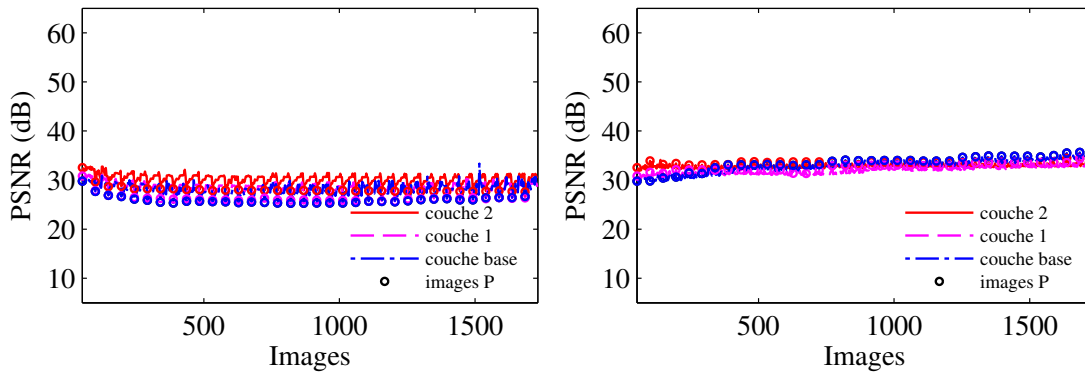 60
50
40
30
20
10
PSNR (dB)
couche 2
couche 1
couche base
images P
500
1000
1500
Images
60
50
40
30
20
10
PSNR (dB)
couche 2
couche 1
couche base
images P
500
1000
1500
Images